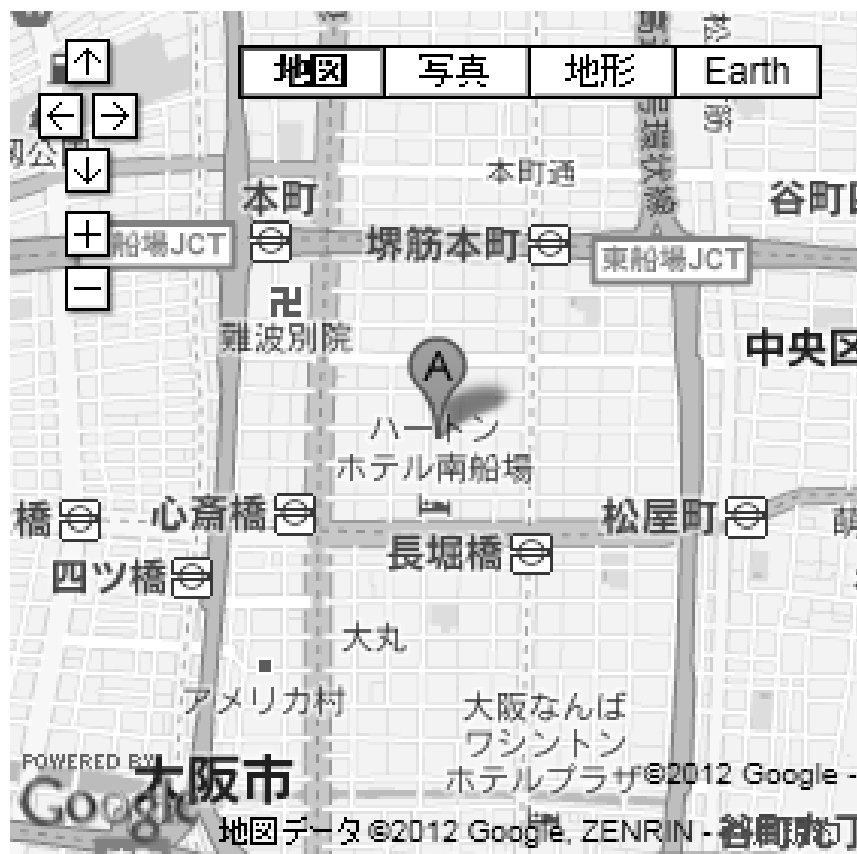 地図 写真 地形 Earth
本町通
本町
谷町
船場JCT
堺筋本町
東船場JCT
卍
難波別院
中央区
A
ハートン
ホテル南船場
橋
心斎橋
松屋町
長堀橋
四ツ橋
大丸
アメリカ村
大阪なんば
ワシントン
ホテルプラザ
POWERED BY
Google
大阪市
©2012 Google -
地図データ ©2012 Google, ZENRIN -